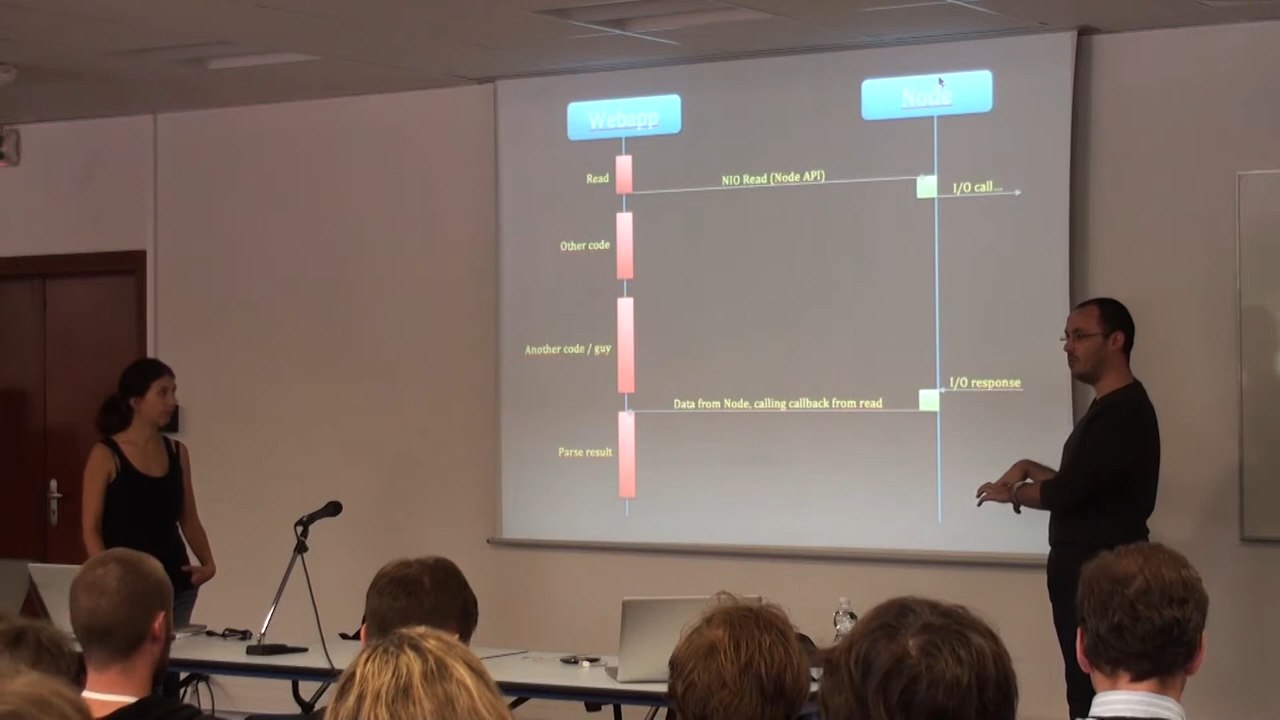 Webapp
Node
Read
NIO Read (Node API)
I/O call...
Other code
Another code / guy
I/O response
Data from Node, calling callback from read
Parse result